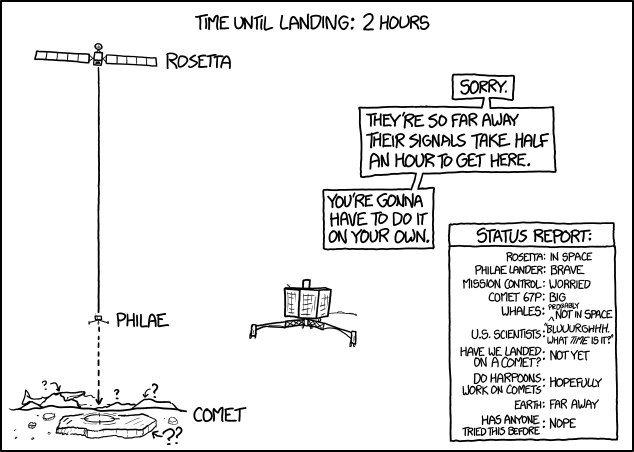 TIME UNTIL LANDING: 2 HOURS
ROSETTA
SORRY.
THEY'RE SO FAR AWAY
THEIR SIGNALS TAKE HALF
AN HOUR TO GET HERE.
YOU'RE GONNA
HAVE TO DO IT
ON YOUR OWN.
PHILAE
?
?
?
COMET
??
STATUS REPORT:
ROSETTA: IN SPACE
PHILAE LANDER: BRAVE
MISSION CONTROL: WORRIED
COMET 67P: BIG
PROBABLY
WHALES: ^ NOT IN SPACE
U.S. SCIENTISTS: "BLUUURGHHH.
WHAT TIME IS IT?"
HAVE WE LANDED
ON A COMET?: NOT YET
DO HARPOONS
WORK ON COMETS: HOPEFULLY
EARTH: FAR AWAY
HAS ANYONE
TRIED THIS BEFORE: NOPE